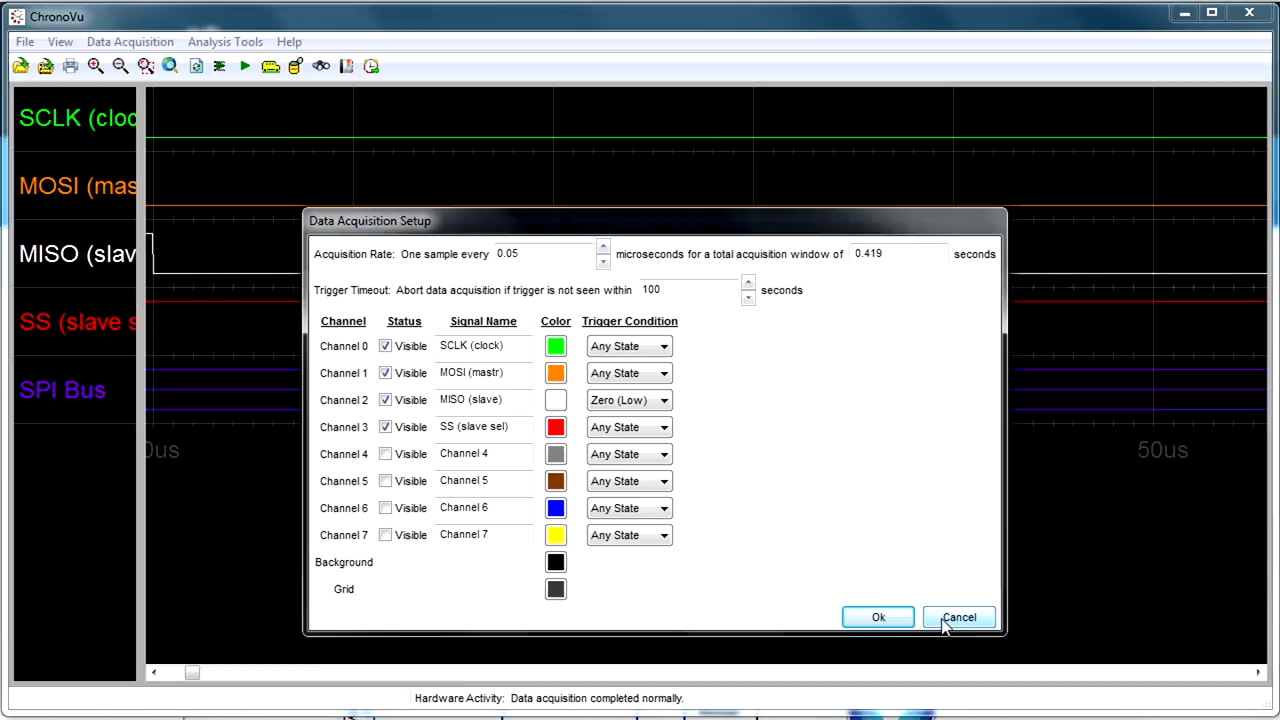 ChronoVu
File View Data Acquisition Analysis Tools Help
SCLK (cloc
MOSI (mas
MISO (slav
SS (slave s
SPI Bus
0us
50us
Data Acquisition Setup
Acquisition Rate: One sample every 0.05 microseconds for a total acquisition window of 0.419 seconds
Trigger Timeout: Abort data acquisition if trigger is not seen within 100 seconds
Channel Status Signal Name Color Trigger Condition
Channel 0 Visible SCLK (clock) Any State
Channel 1 Visible MOSI (mastr) Any State
Channel 2 Visible MISO (slave) Zero (Low)
Channel 3 Visible SS (slave sel) Any State
Channel 4 Visible Channel 4 Any State
Channel 5 Visible Channel 5 Any State
Channel 6 Visible Channel 6 Any State
Channel 7 Visible Channel 7 Any State
Background
Grid
Ok Cancel
Hardware Activity: Data acquisition completed normally.